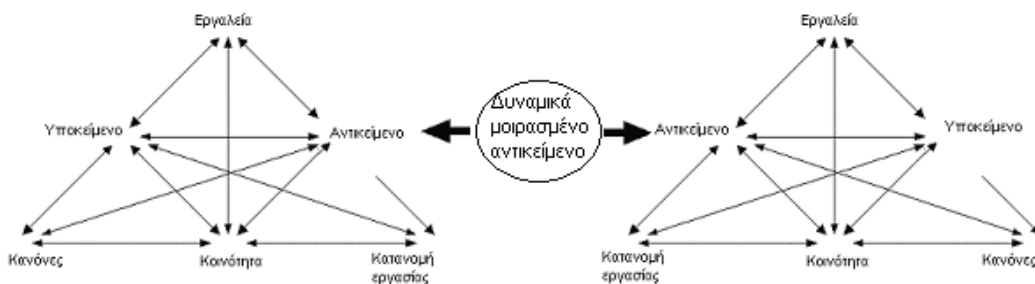 Εργαλεία
Υποκείμενο
Αντικείμενο
Κανόνες
Κοινότητα
Κατανομή
εργασίας
Δυναμικά
μοιρασμένο
αντικείμενο
Εργαλεία
Αντικείμενο
Υποκείμενο
Κατανομή
εργασίας
Κοινότητα
Κανόνες